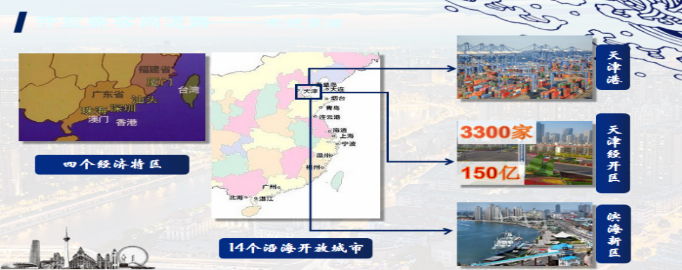 福建省
厦门
广东省
汕头
台湾
珠海
深圳
澳门
香港
四个经济特区
天津
大连
烟台
青岛
连云港
南通
上海
宁波
温州
福州
广州
湛江
北海
14个沿海开放城市
天津港
3300家
150亿
天津经开区
滨海新区